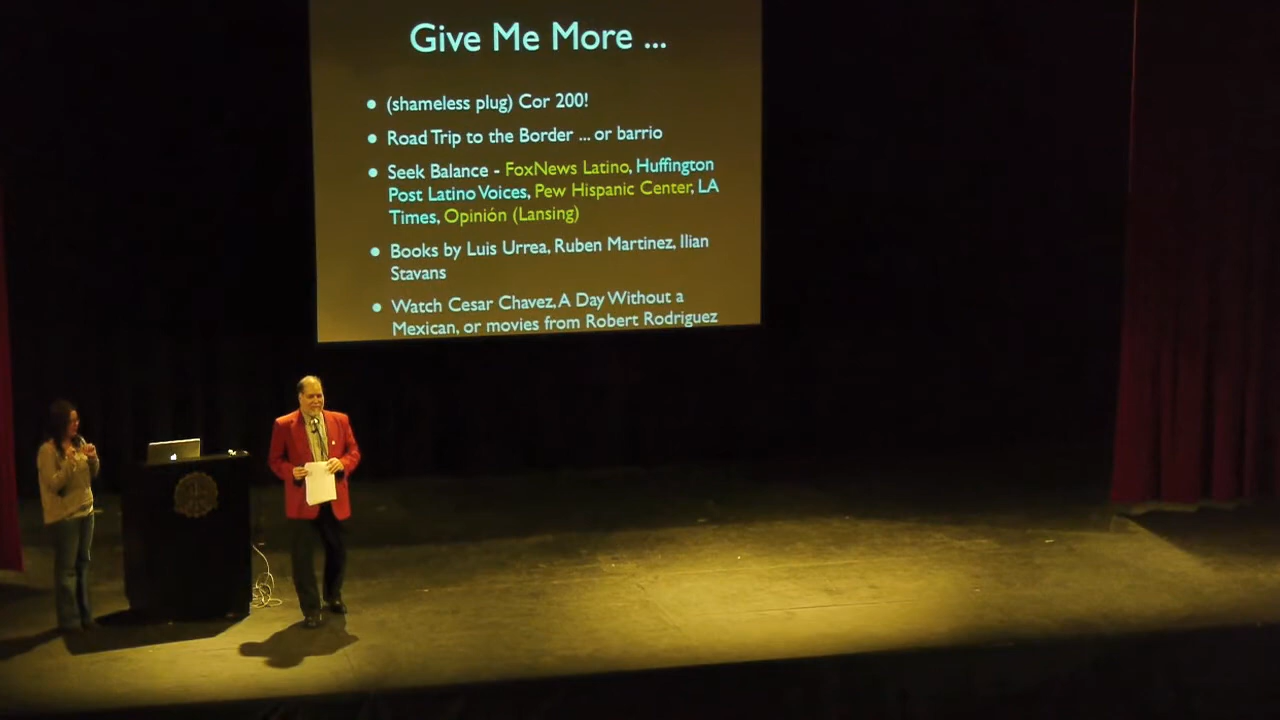 Give Me More ...
• (shameless plug) Cor 200!
• Road Trip to the Border ... or barrio
• Seek Balance - FoxNews Latino, Huffington
Post Latino Voices, Pew Hispanic Center, LA
Times, Opinión (Lansing)
• Books by Luis Urrea, Ruben Martinez, Ilian
Stavans
• Watch Cesar Chavez, A Day Without a
Mexican, or movies from Robert Rodriguez